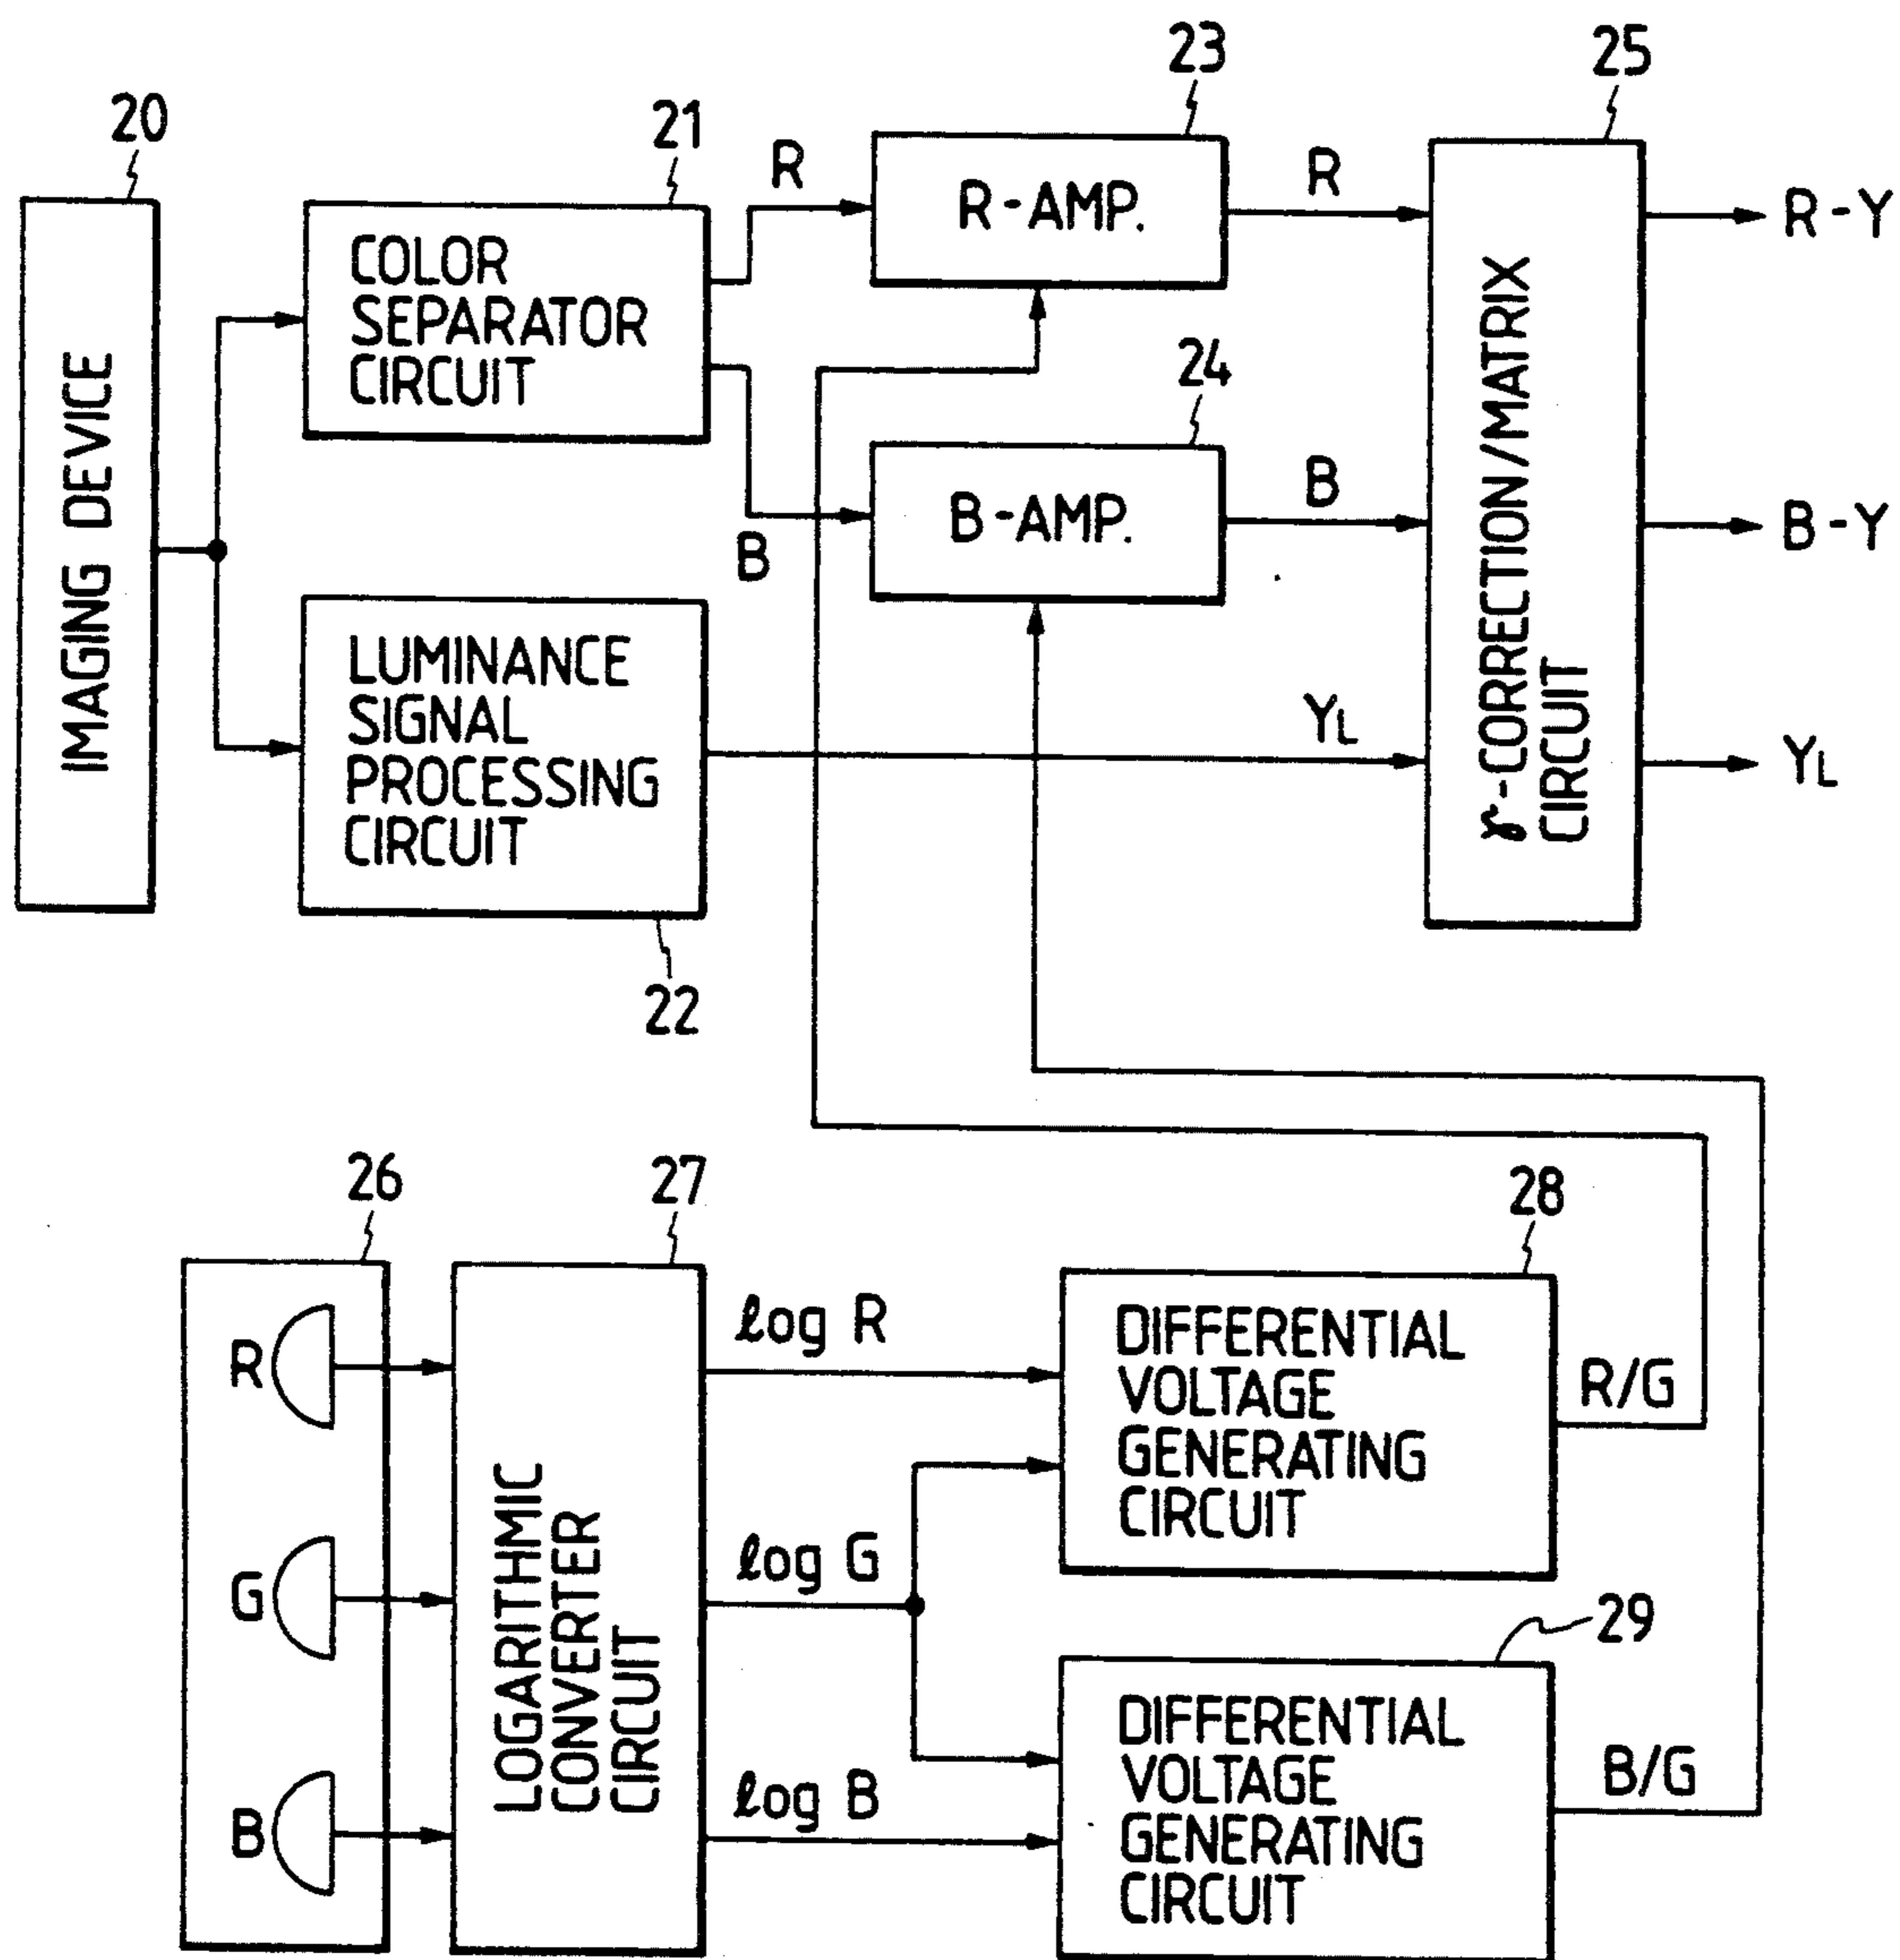 20
IMAGING DEVICE
21
COLOR
SEPARATOR
CIRCUIT
LUMINANCE
SIGNAL
PROCESSING
CIRCUIT
22
R
B
23
R-AMP.
24
B-AMP.
R
B
YL
25
γ-CORRECTION/MATRIX
CIRCUIT
R-Y
B-Y
YL
26
R
G
B
27
LOGARITHMIC
CONVERTER
CIRCUIT
log R
log G
log B
28
DIFFERENTIAL
VOLTAGE
GENERATING
CIRCUIT
R/G
29
DIFFERENTIAL
VOLTAGE
GENERATING
CIRCUIT
B/G